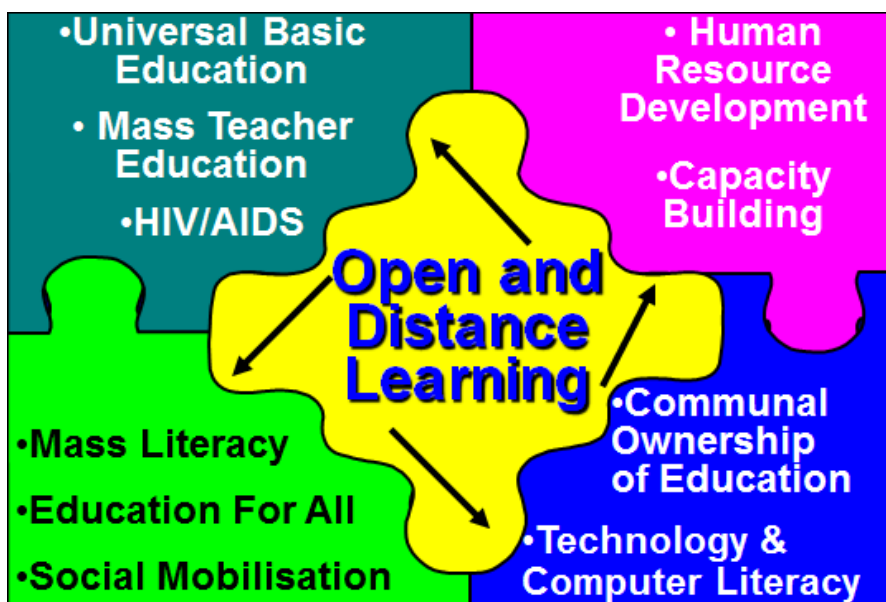 •Universal Basic
Education
• Mass Teacher
Education
•HIV/AIDS
• Human
Resource
Development
•Capacity
Building
Open and
Distance
Learning
•Mass Literacy
•Education For All
•Social Mobilisation
•Communal
Ownership
of Education
•Technology &
Computer Literacy